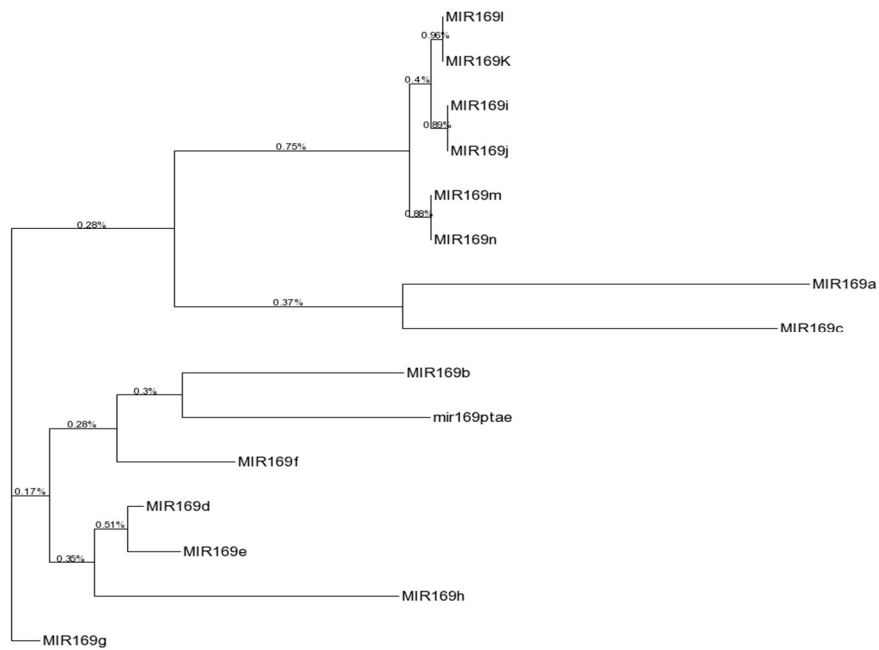 MIR169l
0.96%
MIR169K
0.4%
MIR169i
0.89%
MIR169j
0.75%
MIR169m
0.88%
0.28%
MIR169n
MIR169a
0.37%
MIR169c
MIR169b
0.3%
mir169ptae
0.28%
MIR169f
0.17%
MIR169d
0.51%
MIR169e
0.35%
MIR169h
MIR169g